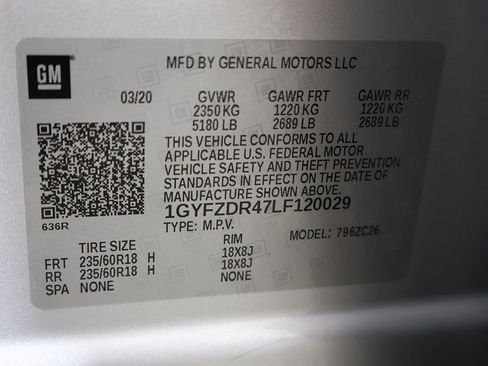 GM
MFD BY GENERAL MOTORS LLC
03/20 GVWR GAWR FRT GAWR RR
2350 KG 1220 KG 1220 KG
5180 LB 2689 LB 2689 LB
THIS VEHICLE CONFORMS TO ALL
APPLICABLE U.S. FEDERAL MOTOR
VEHICLE SAFETY AND THEFT PREVENTION
STANDARDS IN EFFECT ON THE DATE OF
MANUFACTURE SHOWN ABOVE.
1GYFZDR47LF120029
636R
TYPE: M.P.V. MODEL: 796ZC26
TIRE SIZE RIM
FRT 235/60R18 H 18X8J
RR 235/60R18 H 18X8J
SPA NONE NONE